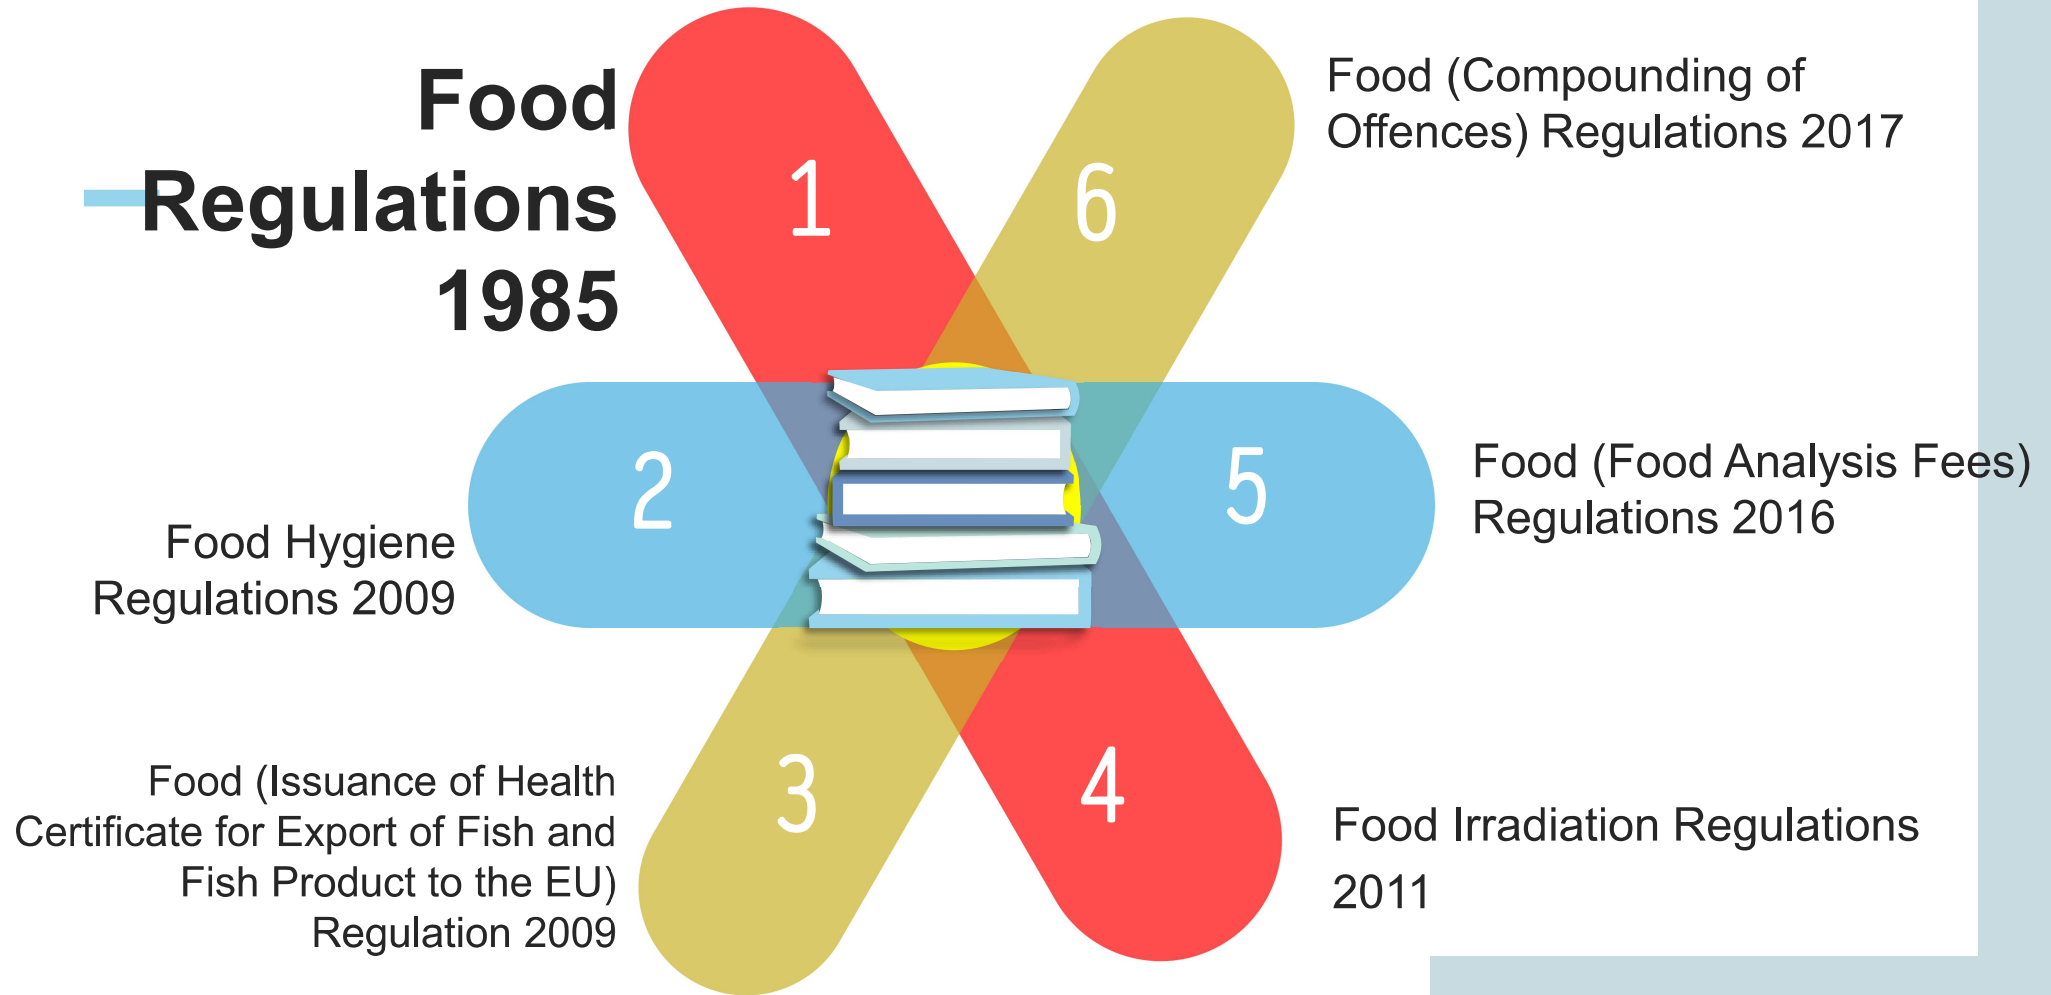 Food
Regulations
1985
1
2
Food Hygiene
Regulations 2009
3
Food (Issuance of Health
Certificate for Export of Fish and
Fish Product to the EU)
Regulation 2009
4
Food Irradiation Regulations
2011
5
Food (Food Analysis Fees)
Regulations 2016
6
Food (Compounding of
Offences) Regulations 2017